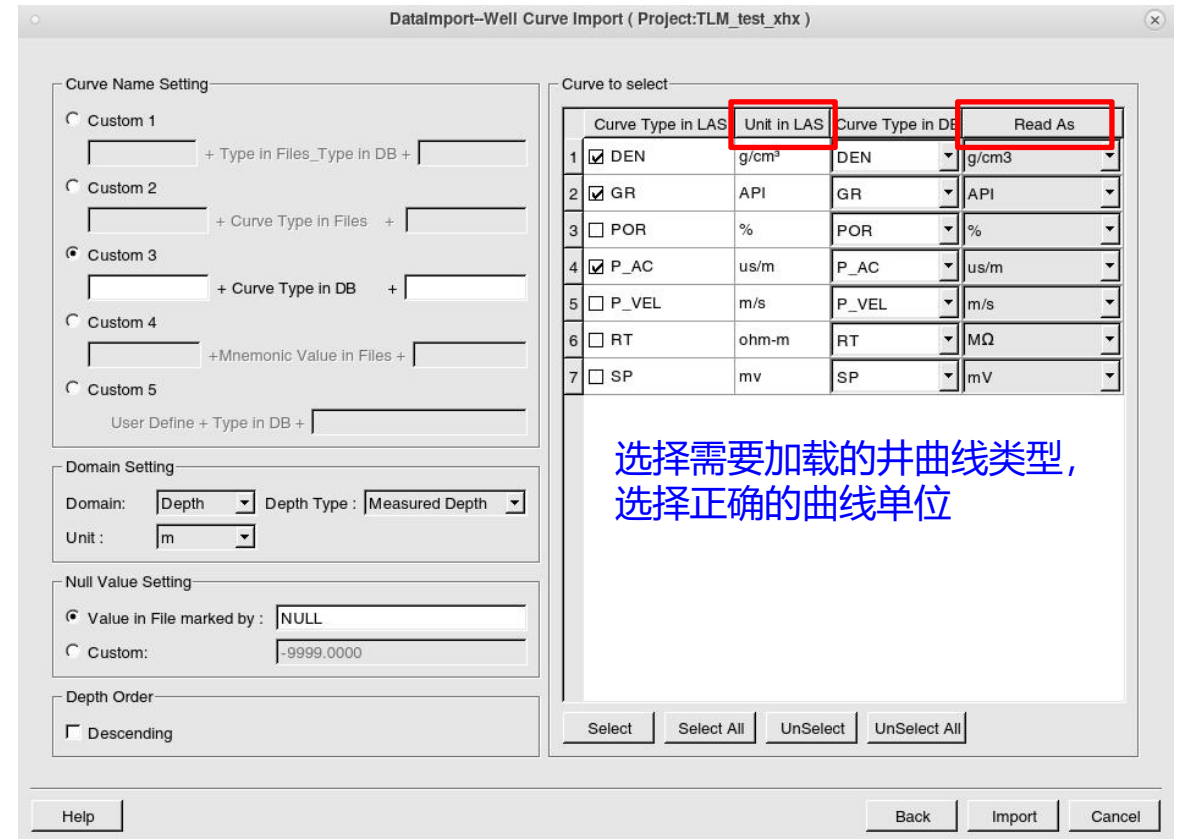 DataImport--Well Curve Import ( Project:TLM_test_xhx )
Curve Name Setting
Custom 1
+ Type in Files_Type in DB +
Custom 2
+ Curve Type in Files +
Custom 3
+ Curve Type in DB +
Custom 4
+Mnemonic Value in Files +
Custom 5
User Define + Type in DB +
Domain Setting
Domain: Depth Depth Type : Measured Depth
Unit : m
Null Value Setting
Value in File marked by : NULL
Custom: -9999.0000
Depth Order
Descending
Curve to select
Curve Type in LAS Unit in LAS Curve Type in DB Read As
1 DEN g/cm³ DEN g/cm3
2 GR API GR API
3 POR % POR %
4 P_AC us/m P_AC us/m
5 P_VEL m/s P_VEL m/s
6 RT ohm-m RT MΩ
7 SP mv SP mV
选择需要加载的井曲线类型，
选择正确的曲线单位
Select Select All UnSelect UnSelect All
Help Back Import Cancel